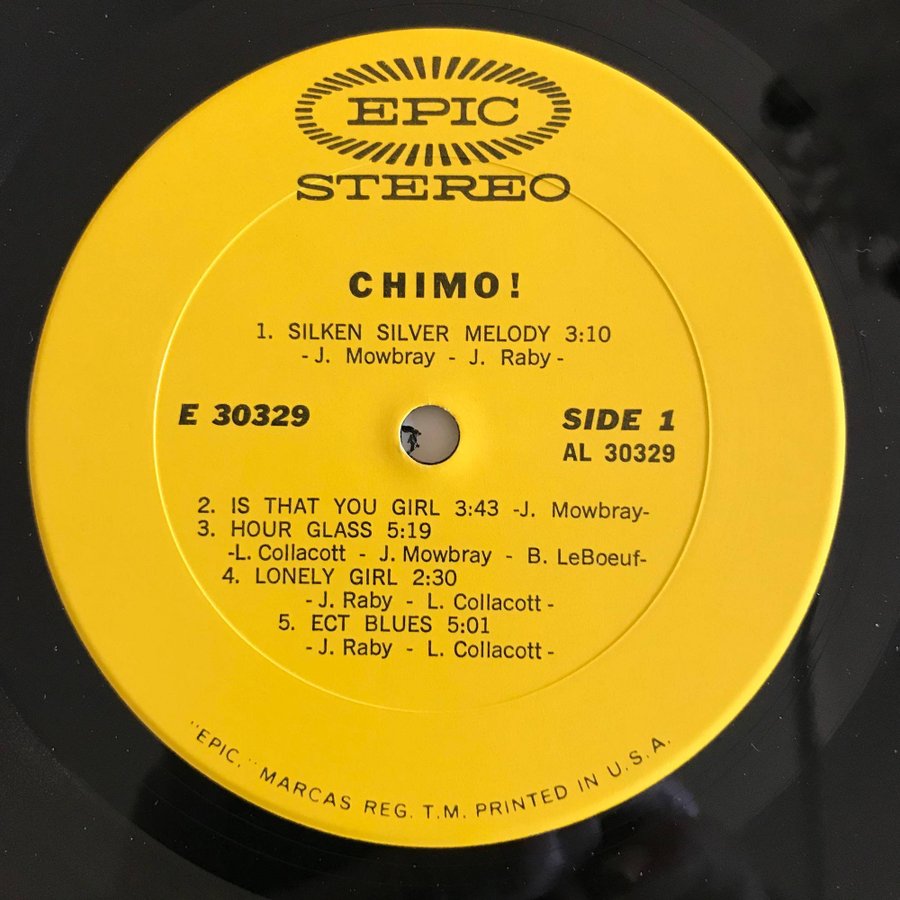 EPIC
STEREO
CHIMO!
1. SILKEN SILVER MELODY 3:10
- J. Mowbray - J. Raby -
E 30329
SIDE 1
AL 30329
2. IS THAT YOU GIRL 3:43 -J. Mowbray-
3. HOUR GLASS 5:19
-L. Collacott - J. Mowbray - B. LeBoeuf-
4. LONELY GIRL 2:30
- J. Raby - L. Collacott -
5. ECT BLUES 5:01
- J. Raby - L. Collacott -
"EPIC," MARCAS REG. T.M. PRINTED IN U.S.A.